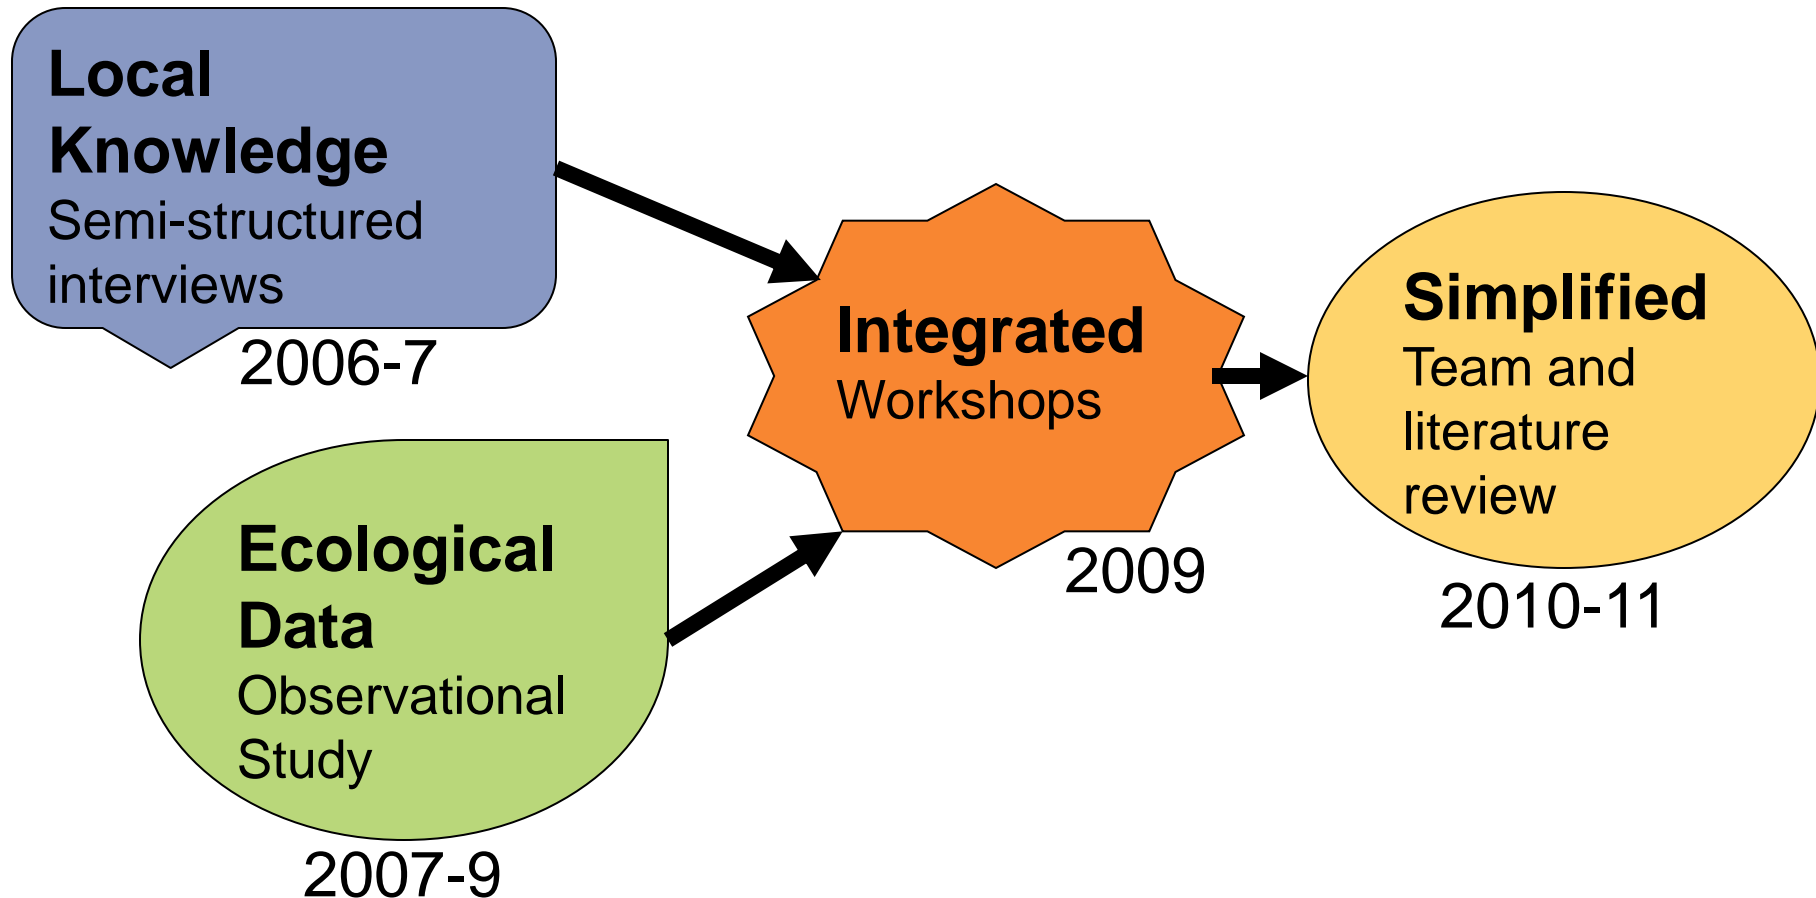 Local
Knowledge
Semi-structured
interviews
2006-7
Ecological
Data
Observational
Study
2007-9
Integrated
Workshops
2009
Simplified
Team and
literature
review
2010-11